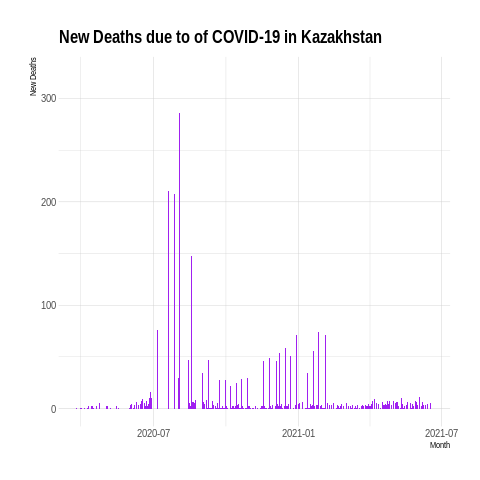 New Deaths due to of COVID-19 in Kazakhstan
New Deaths
300
200
100
0
2020-07
2021-01
2021-07
Month